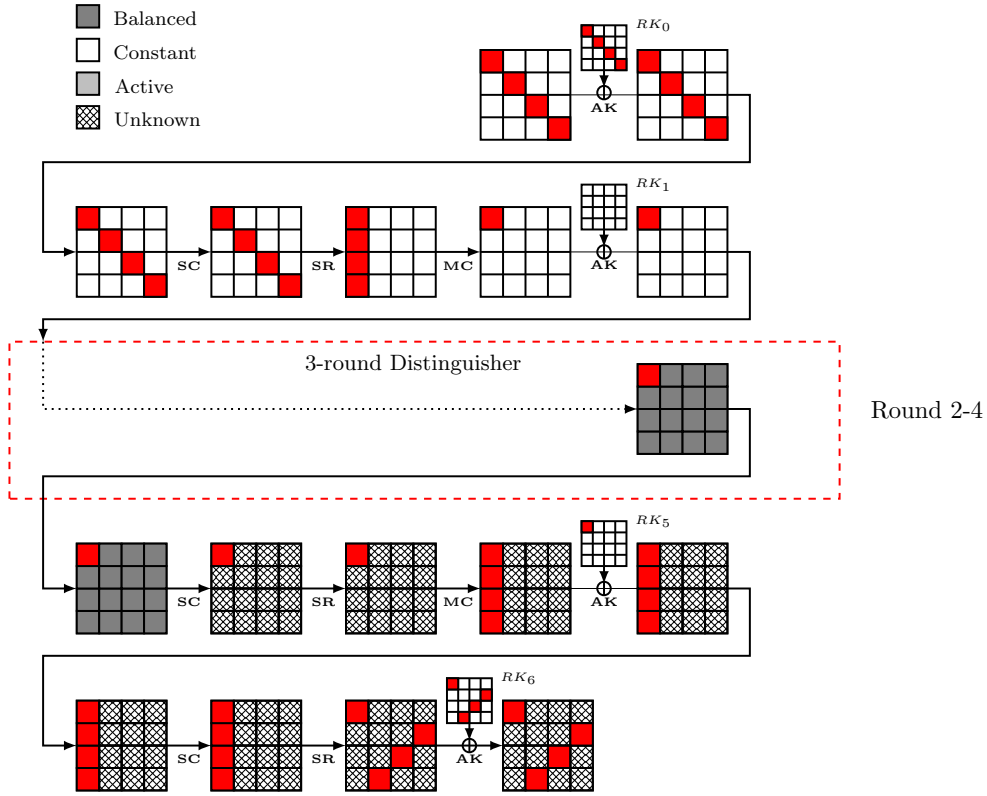 Balanced
Constant
Active
Unknown
RK₀
AK
RK₁
SC
SR
MC
AK
3-round Distinguisher
Round 2-4
RK₅
SC
SR
MC
AK
RK₆
SC
SR
AK